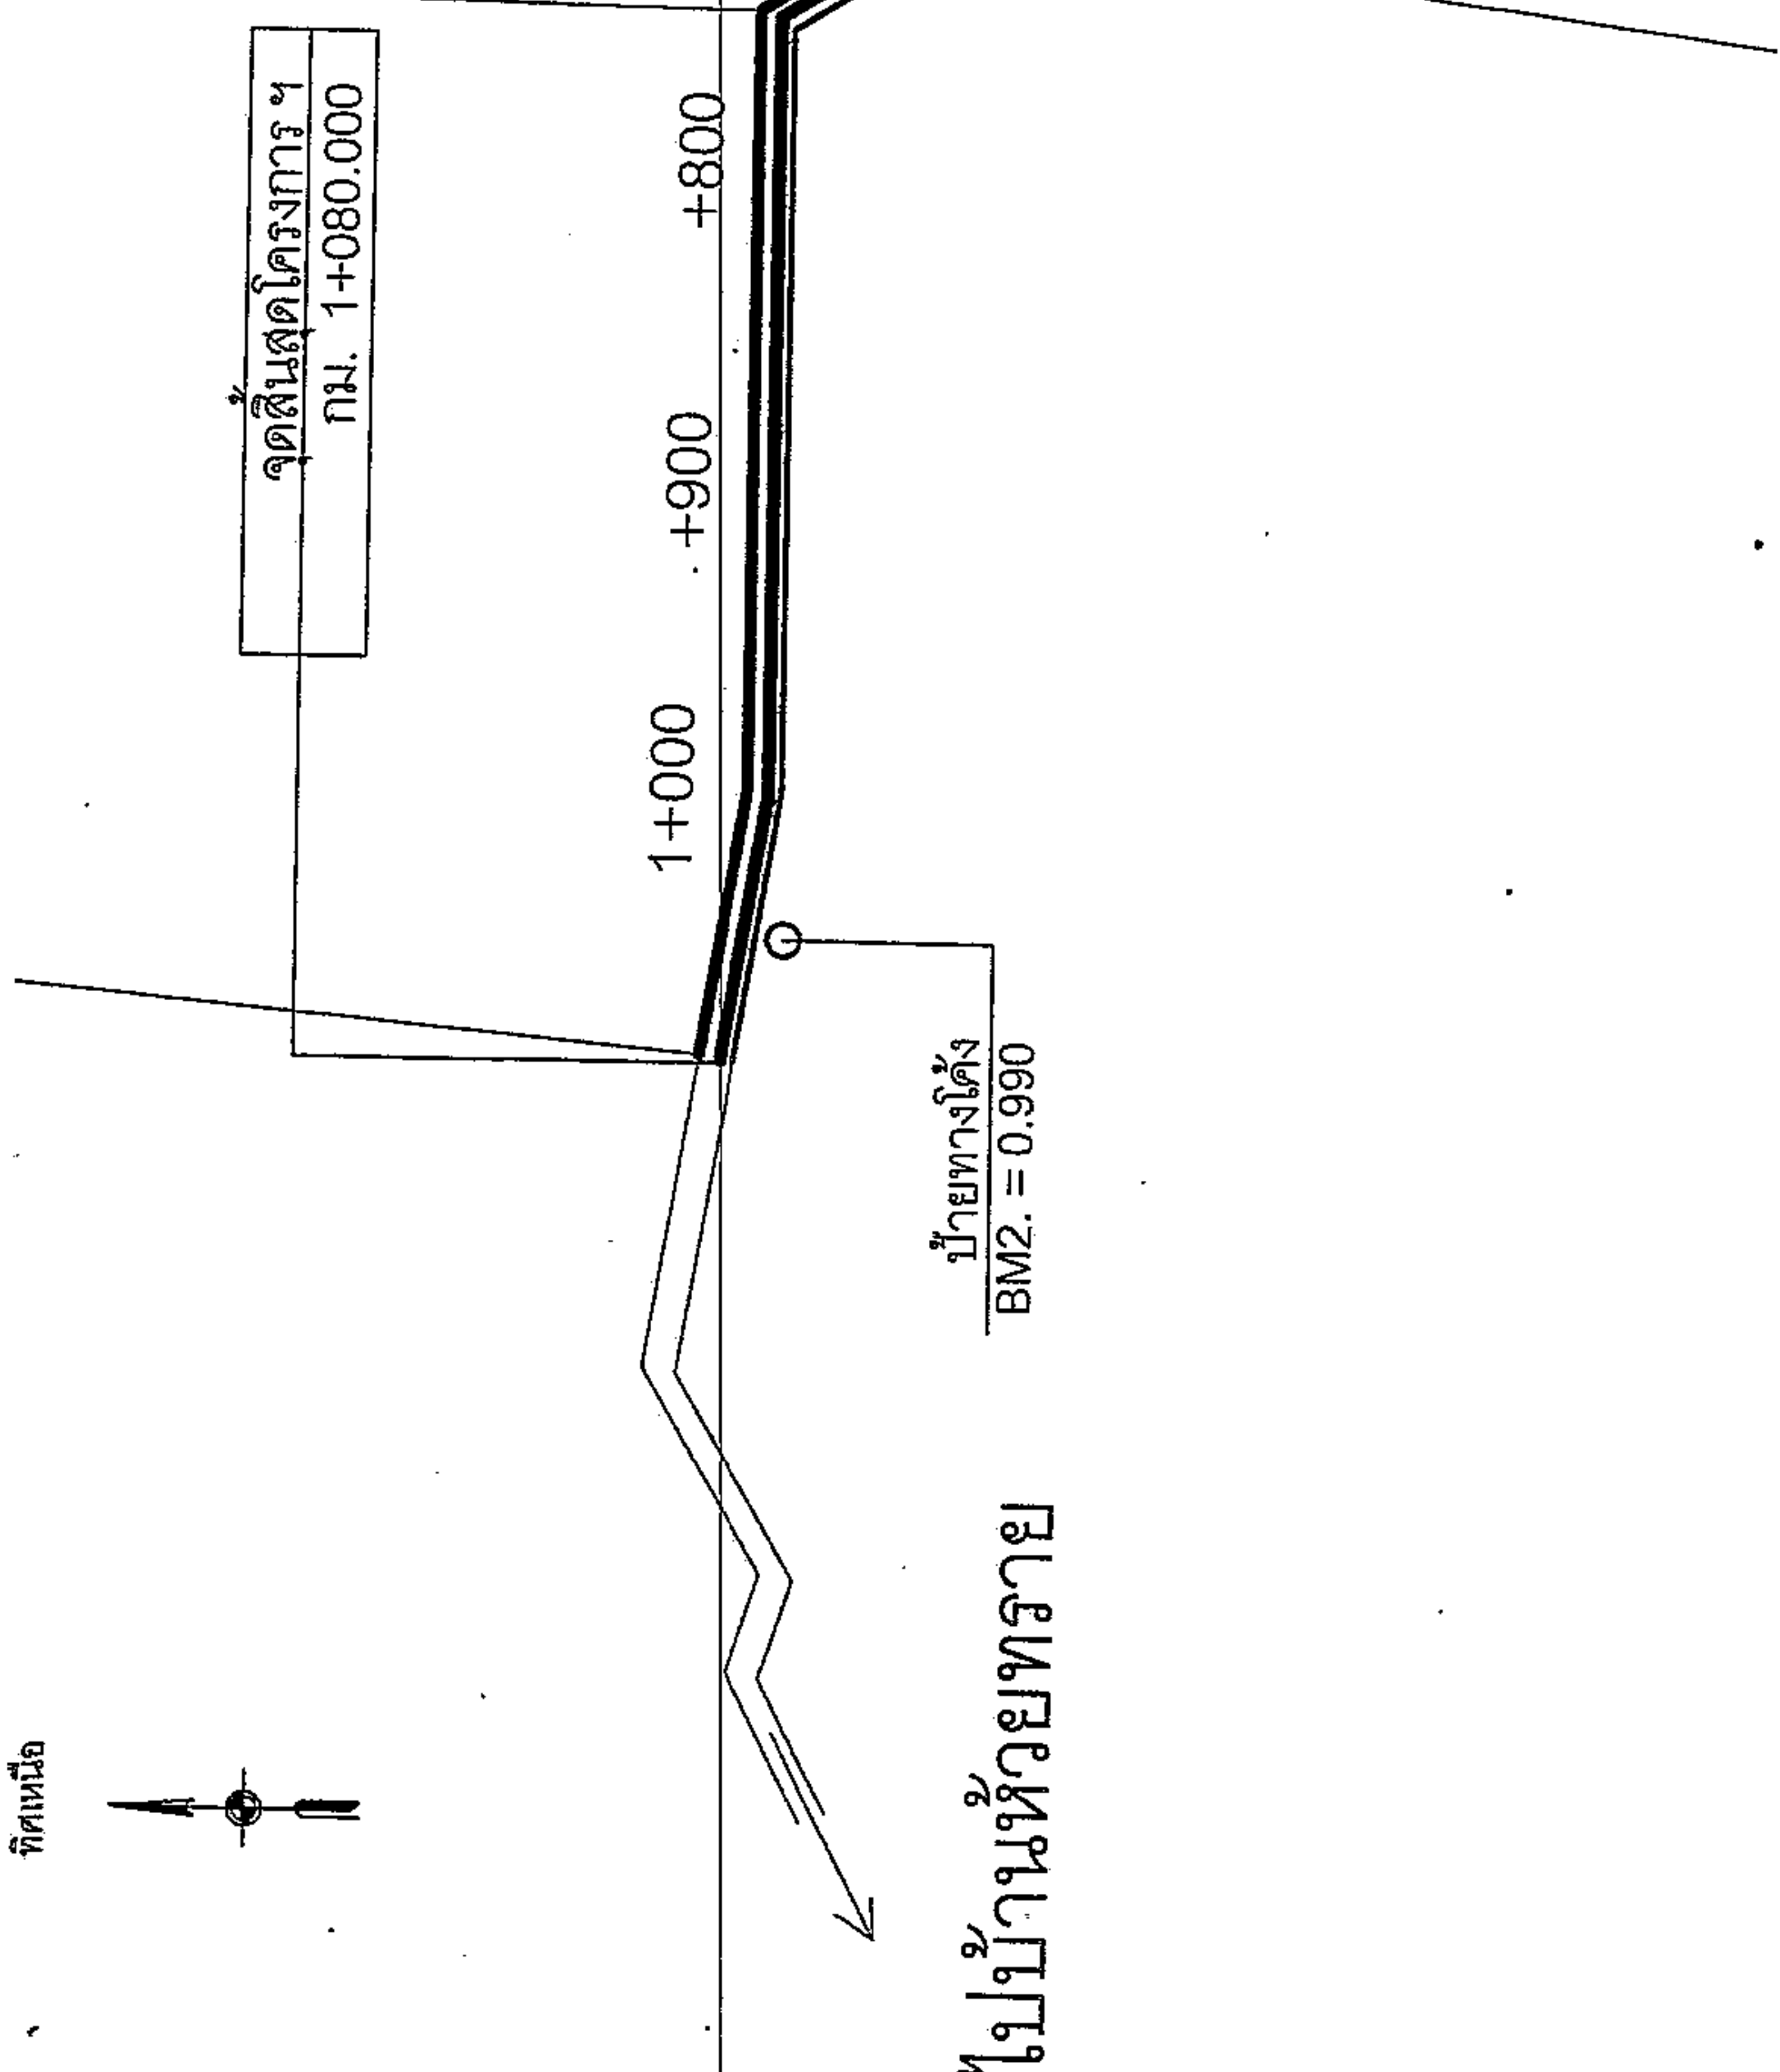 จุดสิ้นสุดโครงการ ฯ
กม. 1+080.000
+800
+900
1+000
ป้ายทางโค้ง
BM2. = 0.990
ทิศเหนือ
ไปบ้านห้วยทราย